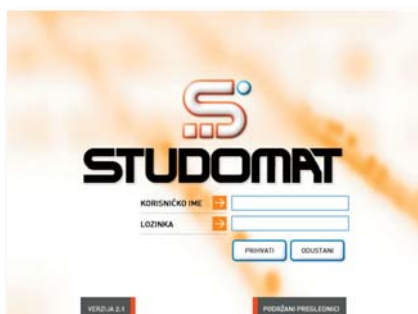 STUDOMAT
KORISNIČKO IME
LOZINKA
PRIHVATI ODUSTANI
VERZIJA 2.1 PODRŽANI PREGLEDNICI